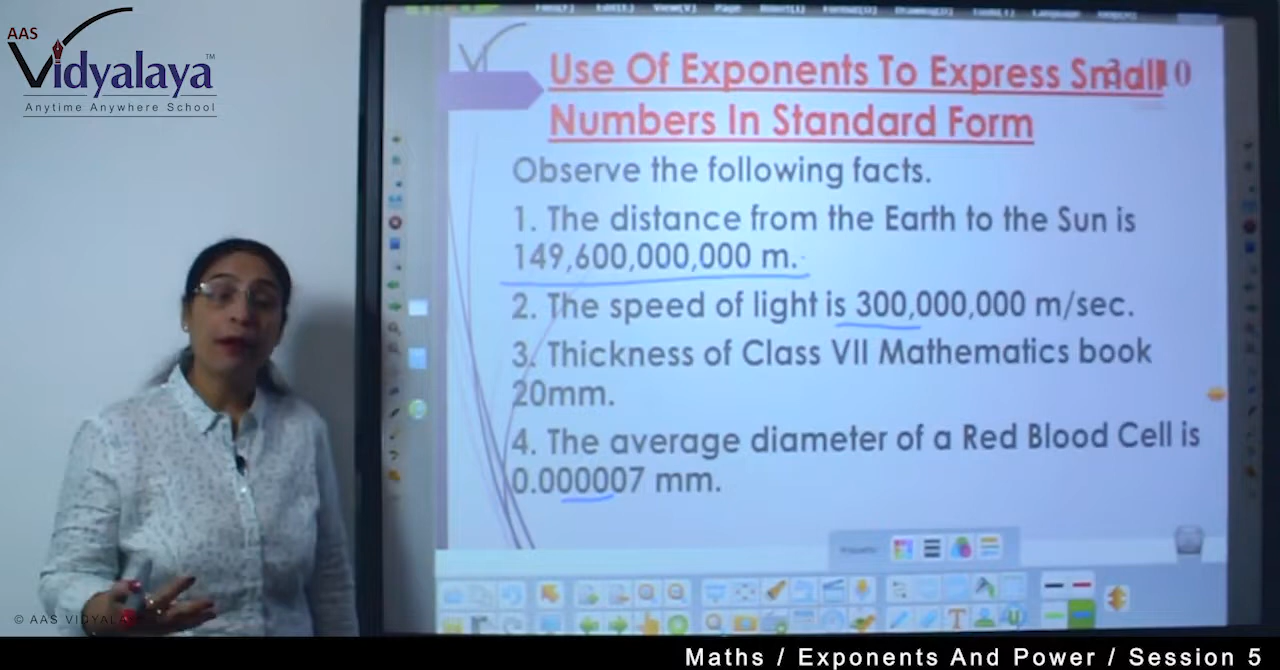 AAS
Vidyalaya
TM
Anytime Anywhere School
Use Of Exponents To Express Small
Numbers In Standard Form
Observe the following facts.
1. The distance from the Earth to the Sun is
149,600,000,000 m.
2. The speed of light is 300,000,000 m/sec.
3. Thickness of Class VII Mathematics book
20mm.
4. The average diameter of a Red Blood Cell is
0.000007 mm.
© AAS VIDYALA
Maths / Exponents And Power / Session 5